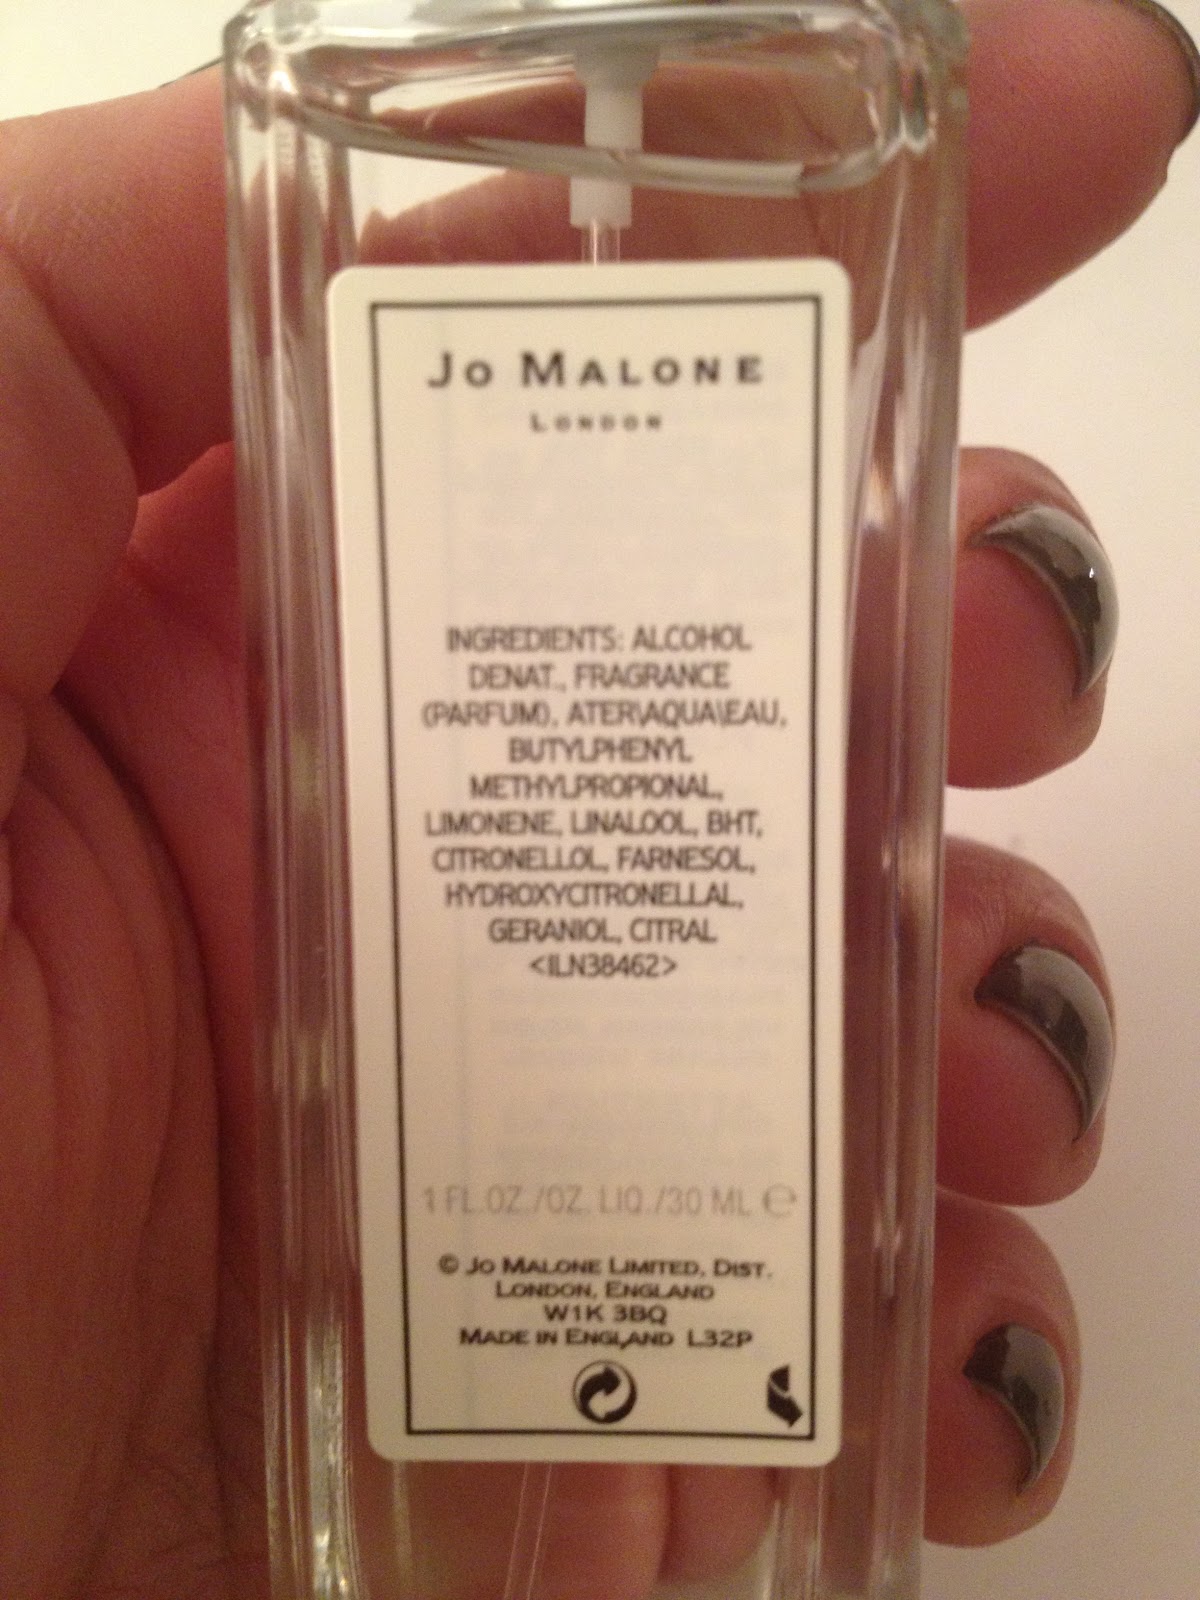 JO MALONE
LONDON
INGREDIENTS: ALCOHOL
DENAT., FRAGRANCE
(PARFUM), ATER\AQUA\EAU,
BUTYLPHENYL
METHYLPROPIONAL,
LIMONENE, LINALOOL, BHT,
CITRONELLOL, FARNESOL,
HYDROXYCITRONELLAL,
GERANIOL, CITRAL
<ILN38462>
1 FL.OZ./OZ. LIQ./30 ML ℮
© JO MALONE LIMITED, DIST.
LONDON, ENGLAND
W1K 3BQ
MADE IN ENGLAND L32P